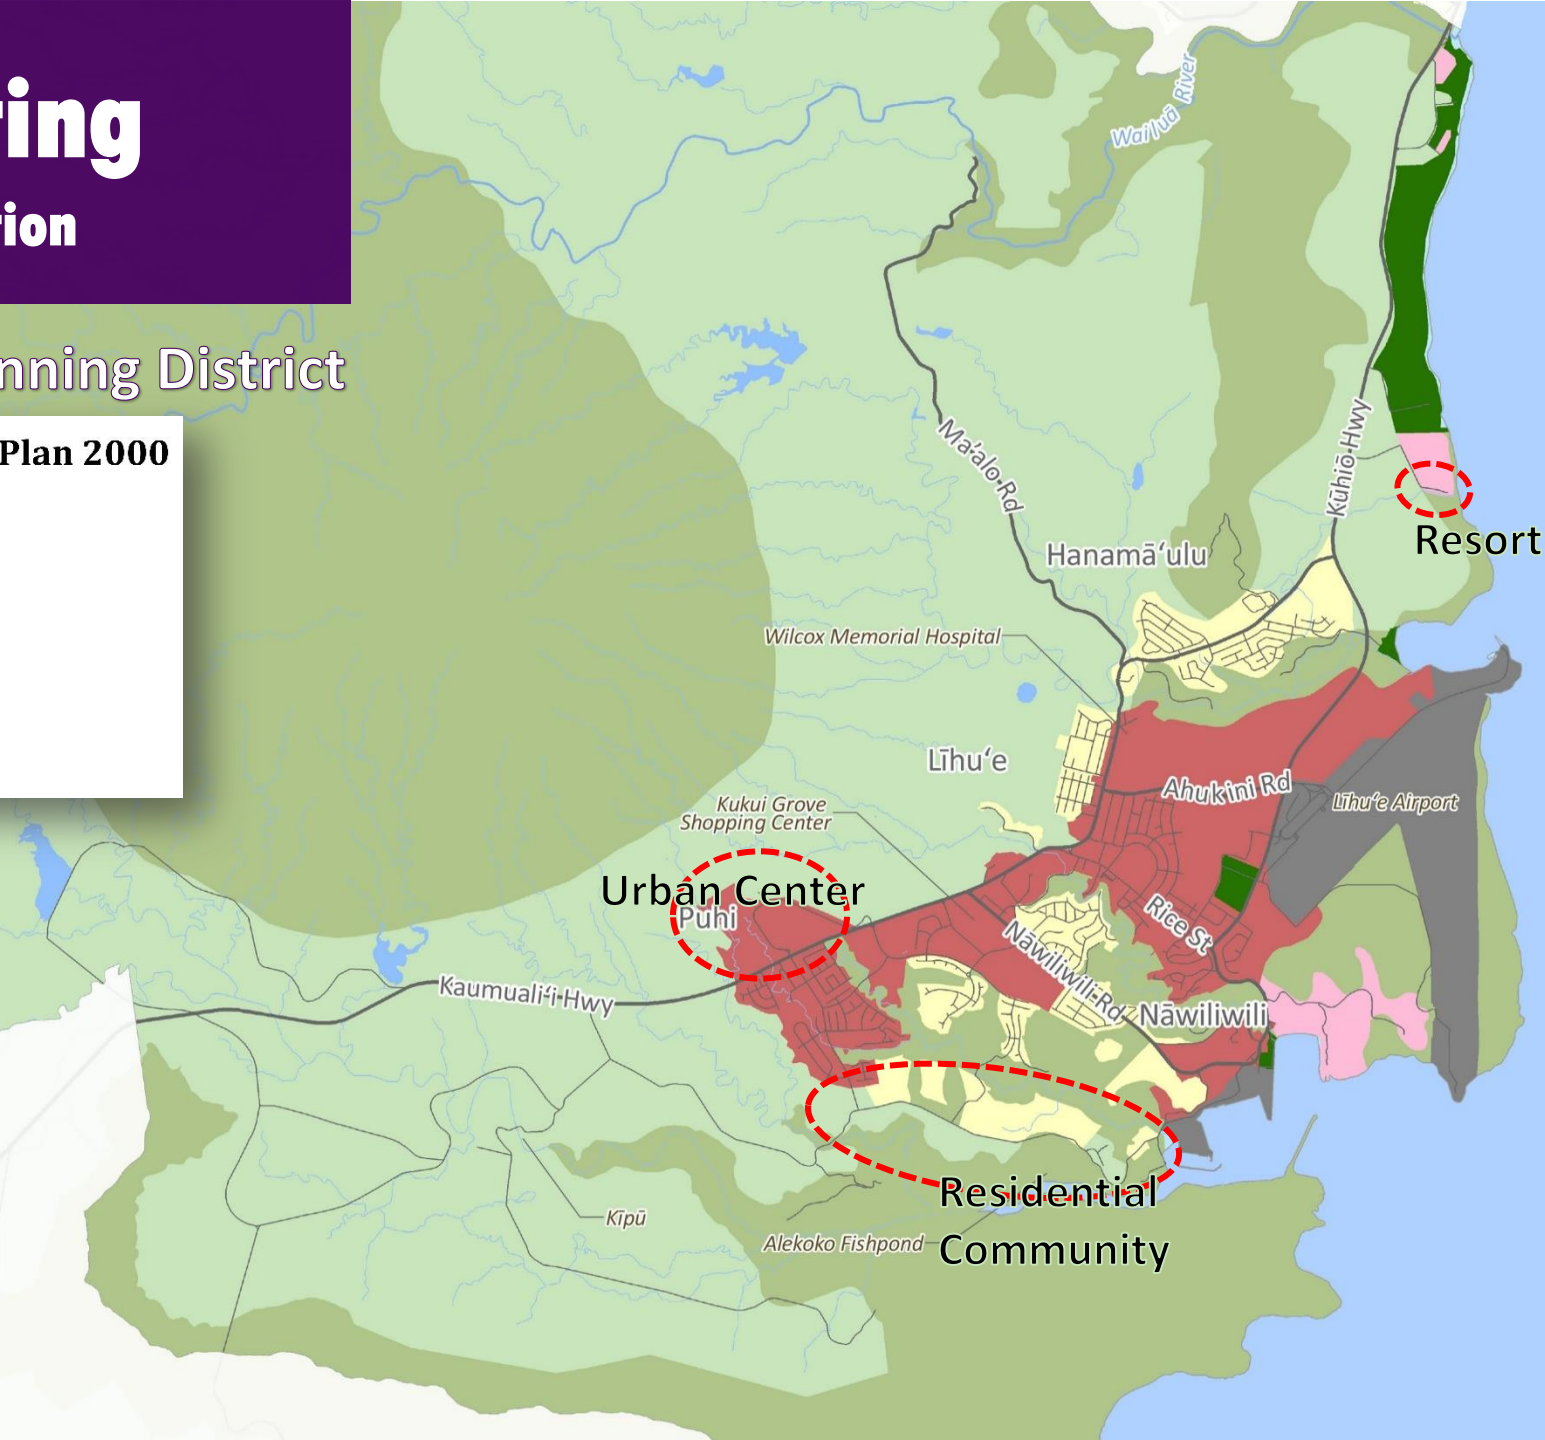 ring
tion
nning District
Plan 2000
Wailuā River
Ma'alo Rd
Kūhiō Hwy
Resort
Hanamā‘ulu
Wilcox Memorial Hospital
Līhu‘e
Ahukini Rd
Līhu‘e Airport
Kukui Grove
Shopping Center
Urban Center
Puhi
Rice St
Nāwiliwili Rd
Kaumuali‘i Hwy
Nāwiliwili
Residential
Community
Kīpū
Alekoko Fishpond